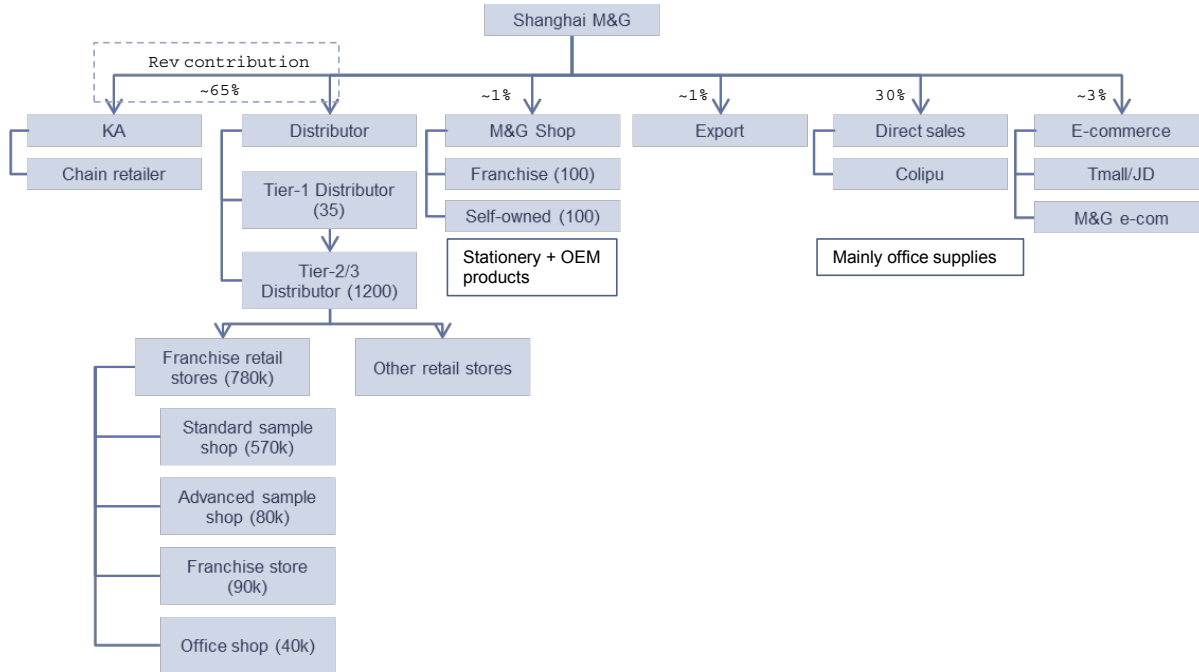 Shanghai M&G
Rev contribution
~65%
~1%
~1%
30%
~3%
KA
Distributor
M&G Shop
Export
Direct sales
E-commerce
Chain retailer
Franchise (100)
Colipu
Tmall/JD
Tier-1 Distributor
(35)
Self-owned (100)
M&G e-com
Stationery + OEM
products
Mainly office supplies
Tier-2/3
Distributor (1200)
Franchise retail
stores (780k)
Other retail stores
Standard sample
shop (570k)
Advanced sample
shop (80k)
Franchise store
(90k)
Office shop (40k)